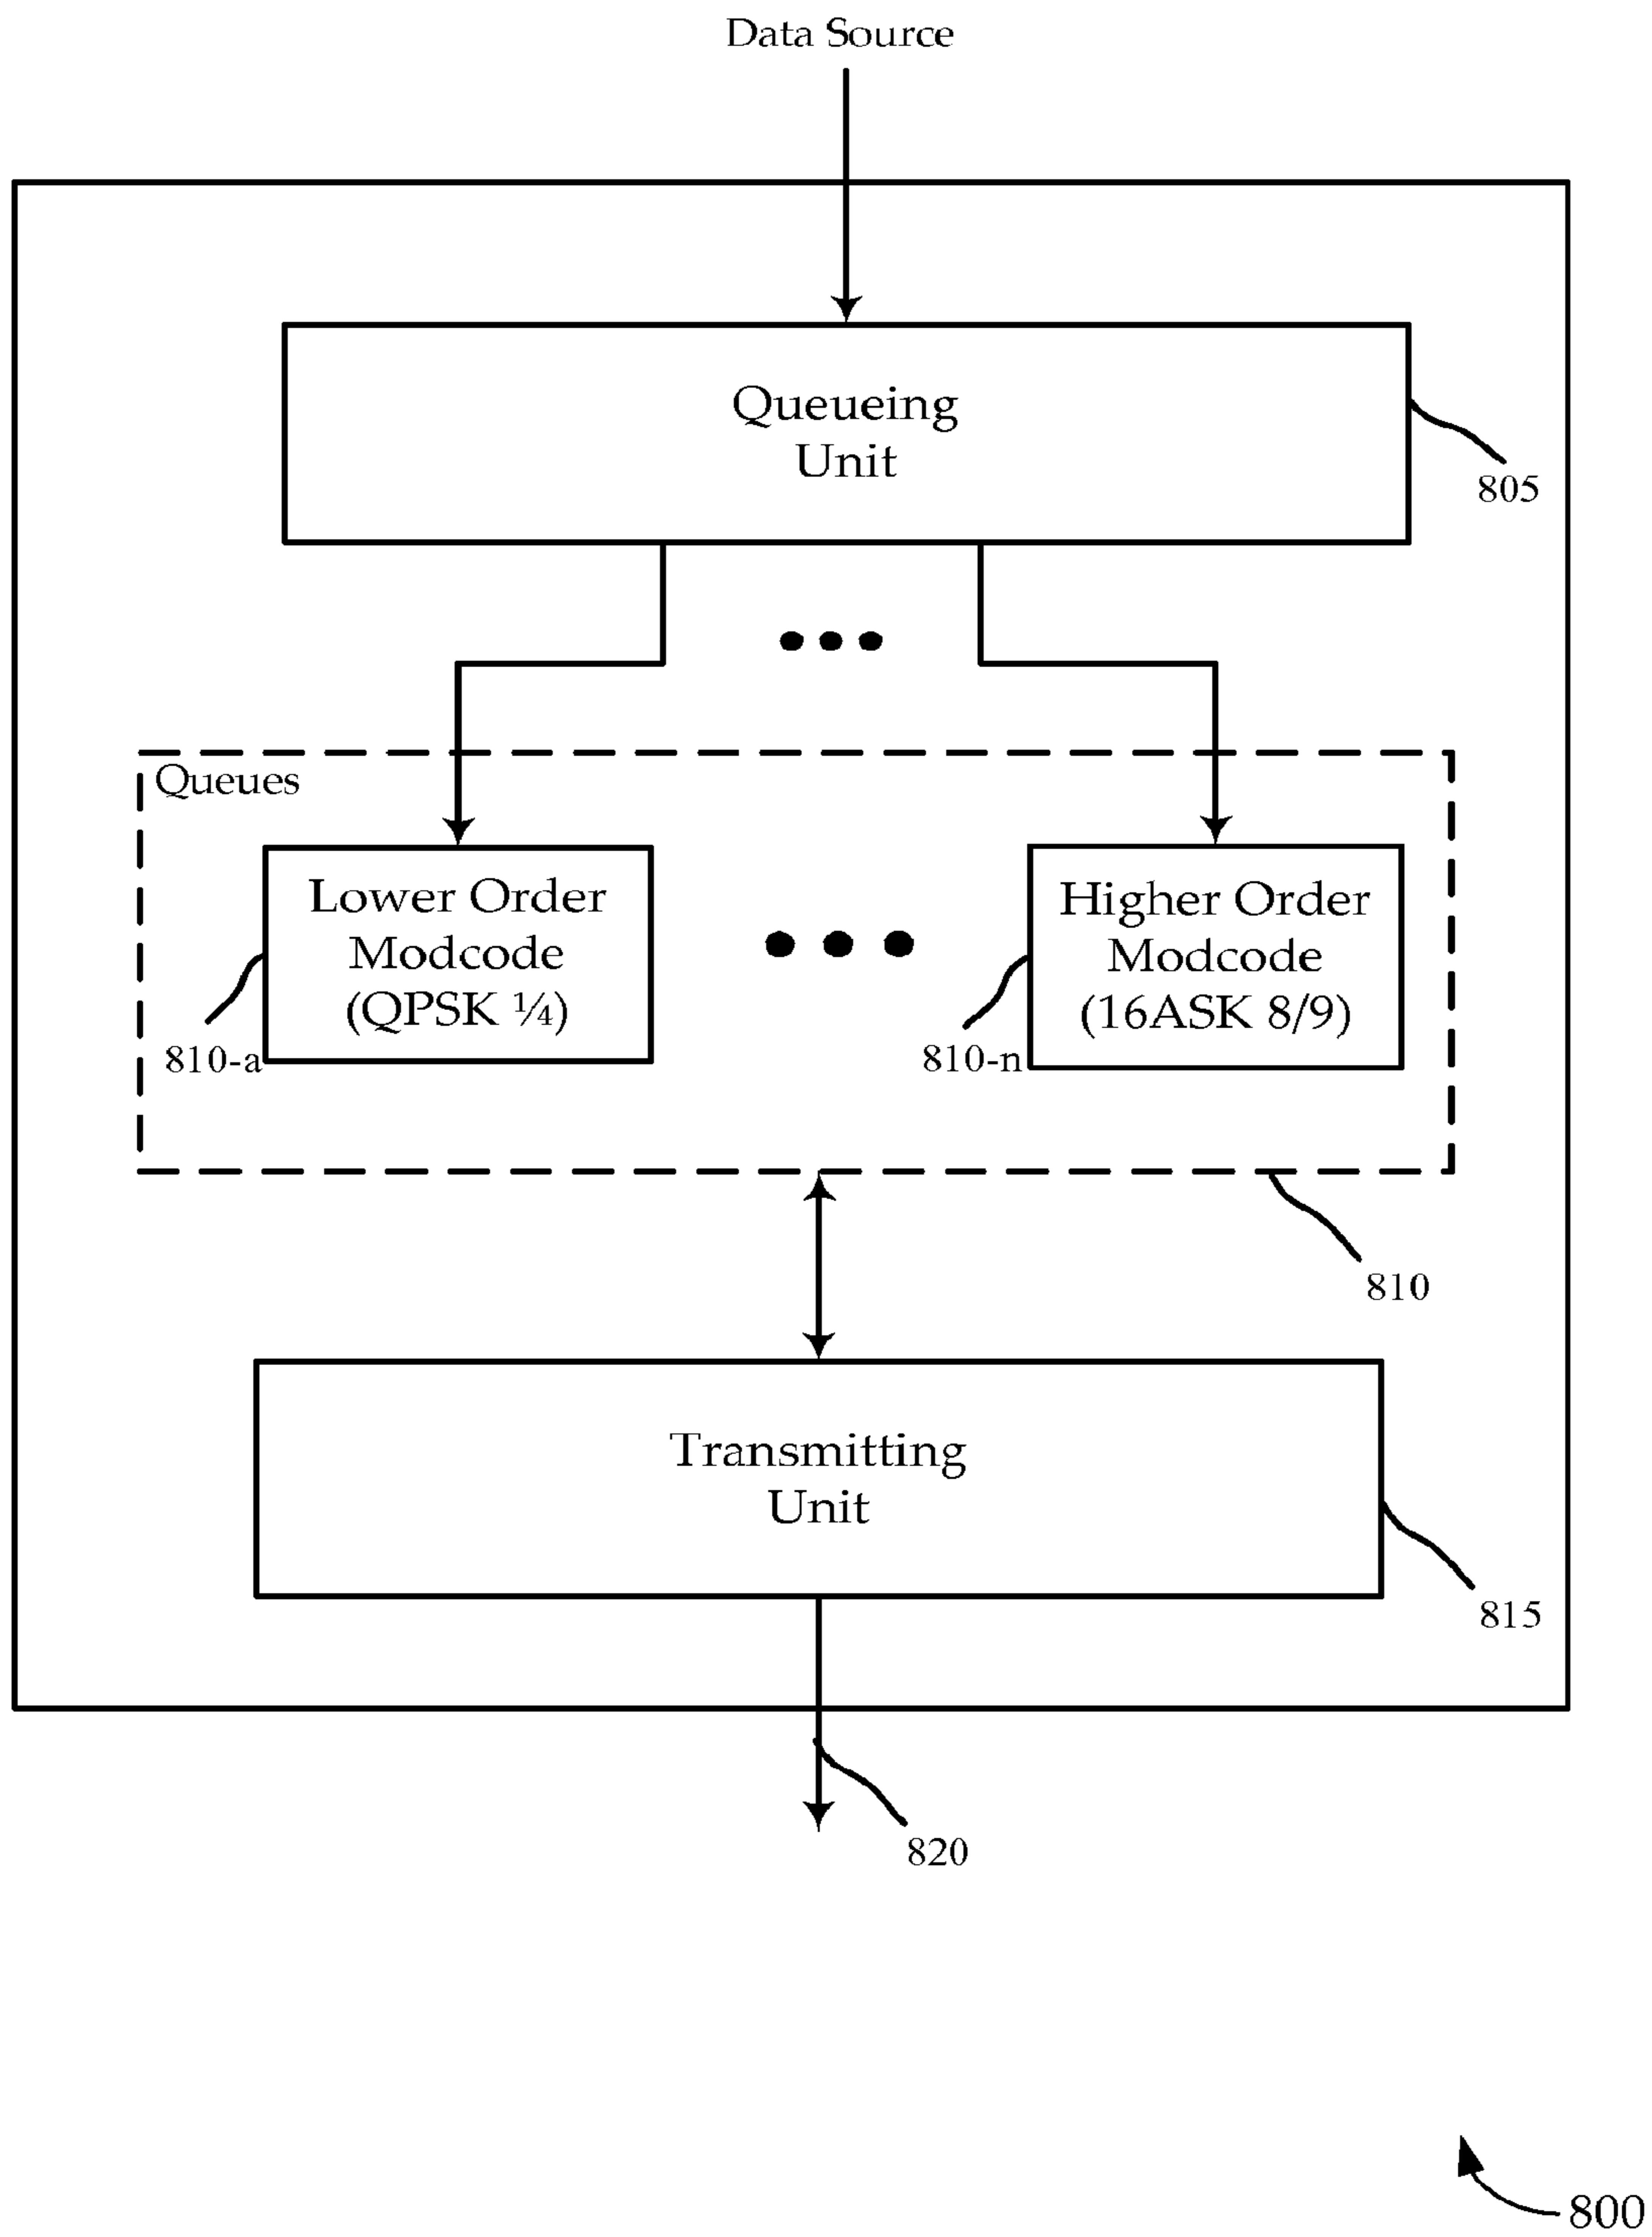 Data Source
Queueing
Unit
805
Queues
Lower Order
Modcode
(QPSK ¼)
810-a
Higher Order
Modcode
(16ASK 8/9)
810-n
810
Transmitting
Unit
815
820
800